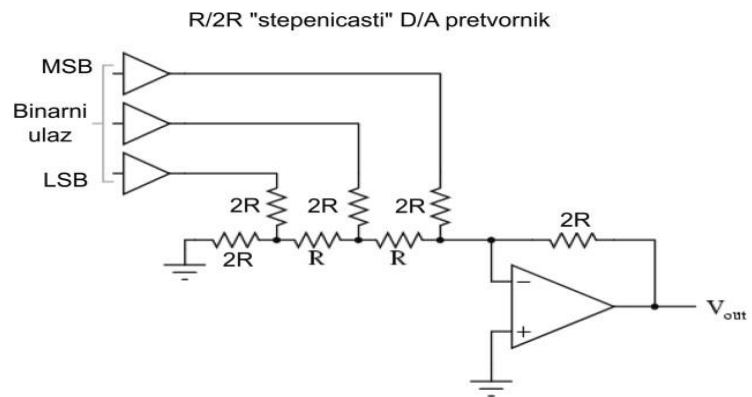 R/2R "stepenicasti" D/A pretvornik
MSB
Binarni
ulaz
LSB
2R
2R
2R
2R
2R
R
R
−
+
Vout